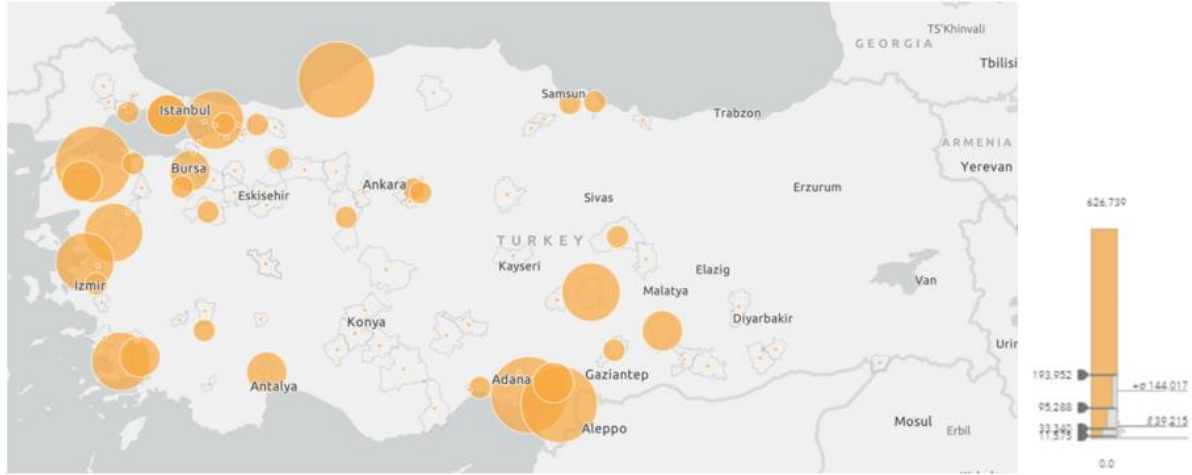 TS'Khinvali
GEORGIA
Tbilisi
Samsun
Istanbul
Trabzon
ARMENIA
Yerevan
Bursa
Ankara
Eskisehir
Erzurum
Sivas
TURKEY
Kayseri
Elazig
Malatya
Van
Izmir
Konya
Diyarbakir
Adana
Gaziantep
Antalya
Aleppo
Mosul
Erbil
626,739
193,952
+σ 144,017
95,288
x̄ 39,215
33,340
11,575
0.0